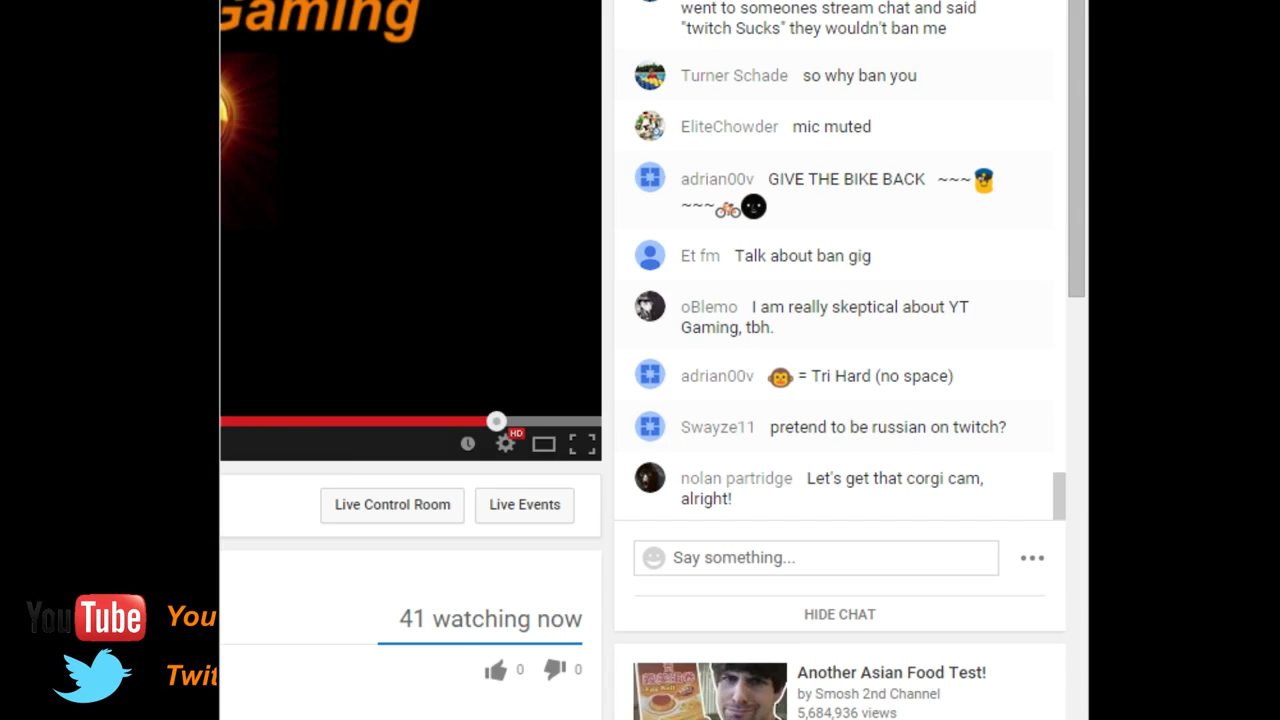 Gaming
went to someones stream chat and said
"twitch Sucks" they wouldn't ban me
Turner Schade so why ban you
EliteChowder mic muted
adrian00v GIVE THE BIKE BACK ~~~
~~~
Et fm Talk about ban gig
oBlemo I am really skeptical about YT
Gaming, tbh.
adrian00v = Tri Hard (no space)
Swayze11 pretend to be russian on twitch?
nolan partridge Let's get that corgi cam,
alright!
HD
Live Control Room Live Events
Say something...
HIDE CHAT
41 watching now
0 0
YouTube You
Twit
Another Asian Food Test!
by Smosh 2nd Channel
5,684,936 views